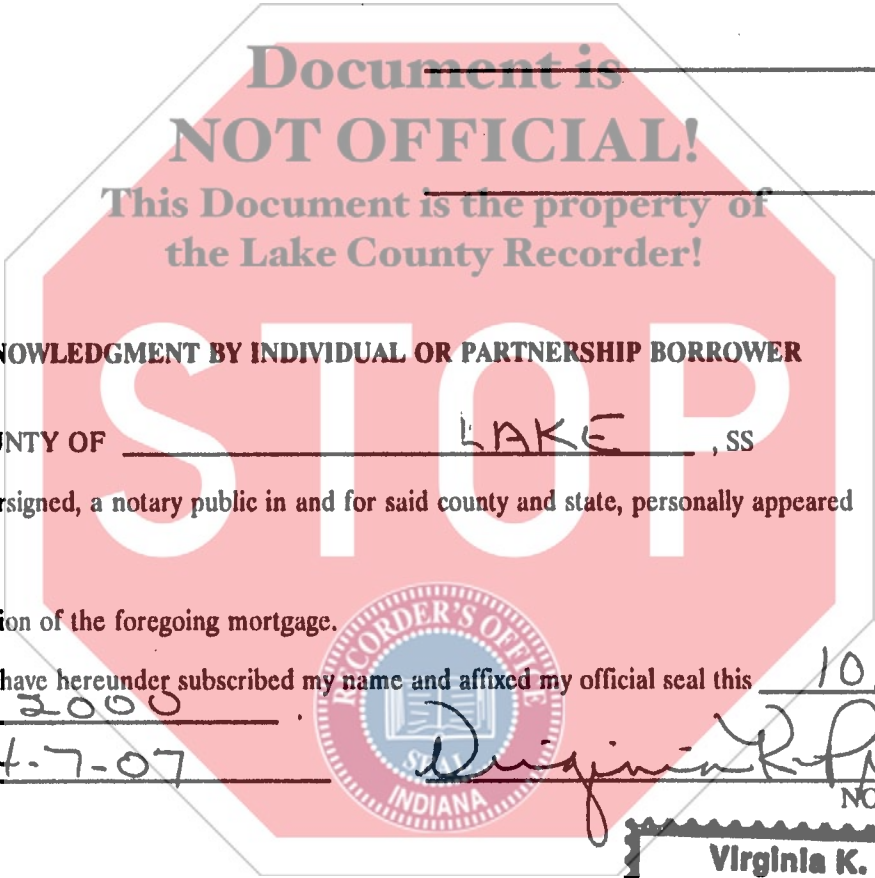 Document is
NOT OFFICIAL!
This Document is the property of
the Lake County Recorder!
STOP
NOWLEDGMENT BY INDIVIDUAL OR PARTNERSHIP BORROWER
NTY OF LAKE , SS
rsigned, a notary public in and for said county and state, personally appeared
ion of the foregoing mortgage.
have hereunder subscribed my name and affixed my official seal this 10
2000 .
4-7-07 Virginia K.
NO
RECORDER'S OFFICE
SEAL
INDIANA
Virginia K.